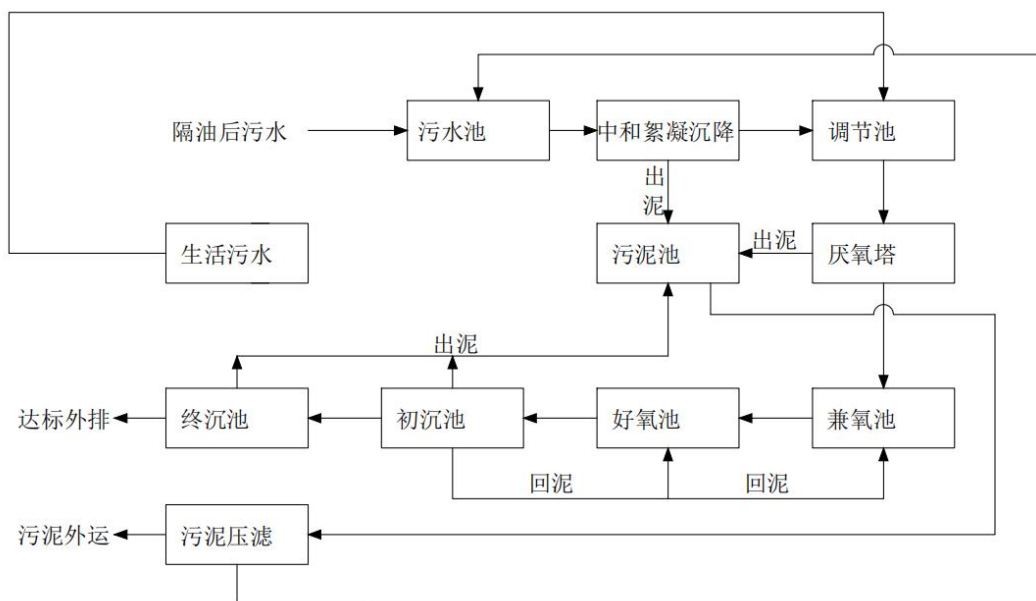 隔油后污水
污水池
中和絮凝沉降
调节池
出
泥
生活污水
污泥池
出泥
厌氧塔
出泥
达标外排
终沉池
初沉池
好氧池
兼氧池
回泥
回泥
污泥外运
污泥压滤